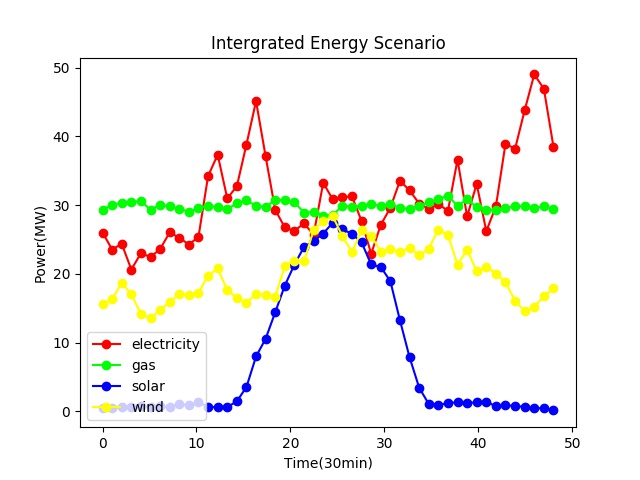 Intergrated Energy Scenario
50
40
30
20
10
0
Power(MW)
electricity
gas
solar
wind
0 10 20 30 40 50
Time(30min)